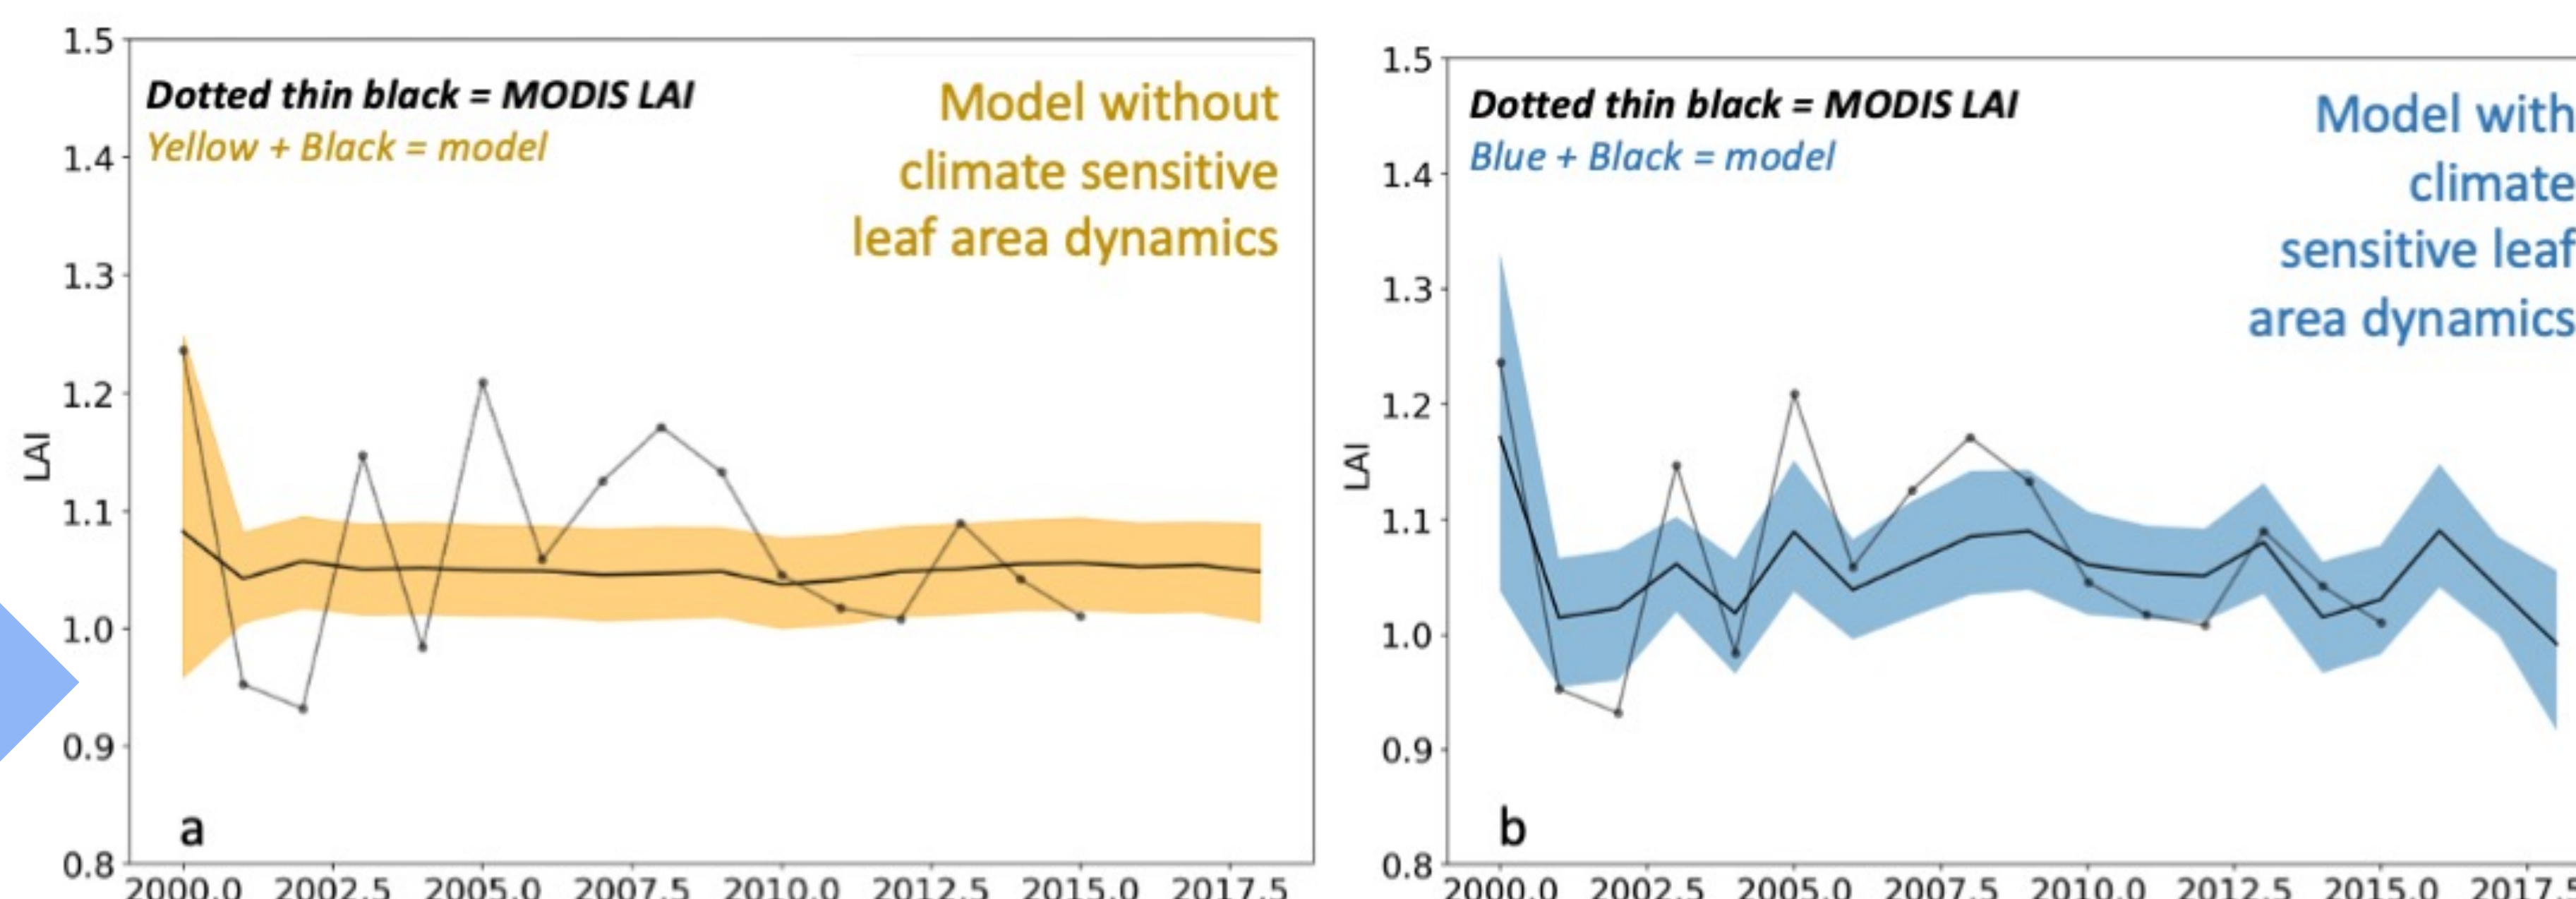 1.5
Dotted thin black = MODIS LAI
Yellow + Black = model
Model without
climate sensitive
leaf area dynamics
1.4
1.3
1.2
1.1
1.0
0.9
0.8
LAI
a
2000.0 2002.5 2005.0 2007.5 2010.0 2012.5 2015.0 2017.5
1.5
Dotted thin black = MODIS LAI
Blue + Black = model
Model with
climate
sensitive leaf
area dynamics
1.4
1.3
1.2
1.1
1.0
0.9
0.8
LAI
b
2000.0 2002.5 2005.0 2007.5 2010.0 2012.5 2015.0 2017.5